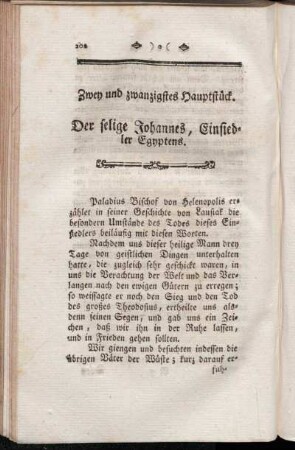 202 )o(
Zwey und zwanzigstes Hauptstück.
Der selige Johannes, Einsied-
ler Egyptens.
Paladius Bischof von Helenopolis er-
zählet in seiner Geschichte von Lausiak die
besondern Umstände des Todes dieses Ein-
siedlers beiläufig mit diesen Worten.
Nachdem uns dieser heilige Mann drey
Tage von geistlichen Dingen unterhalten
hatte, die zugleich sehr geschickt waren, in
uns die Verachtung der Welt und das Ver-
langen nach den ewigen Gütern zu erregen;
so weissagte er noch den Sieg und den Tod
des großes Theodosius, ertheilte uns als-
denn seinen Segen; und gab uns ein Zei-
chen, daß wir ihn in der Ruhe lassen,
und in Frieden gehen sollten.
Wir giengen und besuchten indessen die
übrigen Väter der Wüste; kurz darauf er-
fuh-